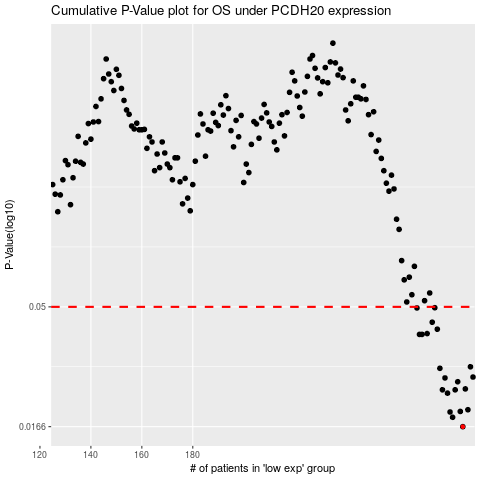 Cumulative P-Value plot for OS under PCDH20 expression
P-Value(log10)
0.05
0.0166
120 140 160 180
# of patients in 'low exp' group